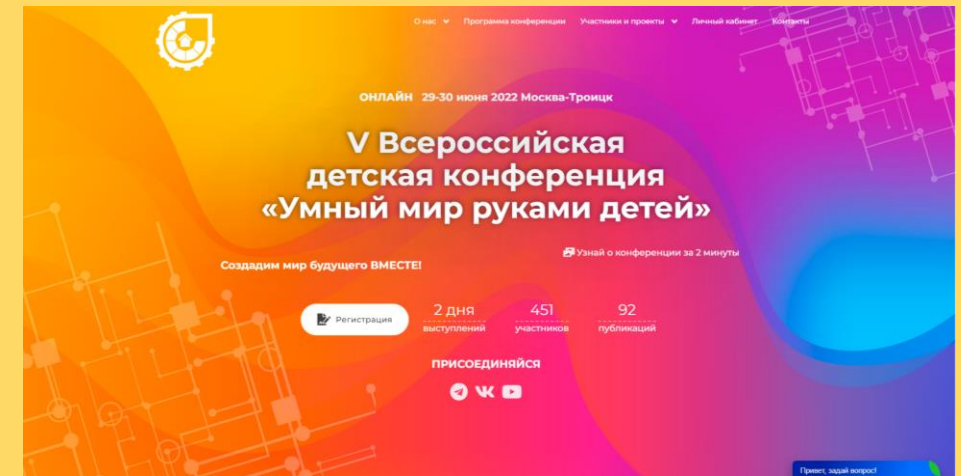 О нас Программа конференции Участники и проекты Личный кабинет Контакты
ОНЛАЙН 29-30 июня 2022 Москва-Троицк
V Всероссийская
детская конференция
«Умный мир руками детей»
Узнай о конференции за 2 минуты
Создадим мир будущего ВМЕСТЕ!
Регистрация
2 дня 451 92
выступлений участников публикаций
ПРИСОЕДИНЯЙСЯ
Привет, задай вопрос!